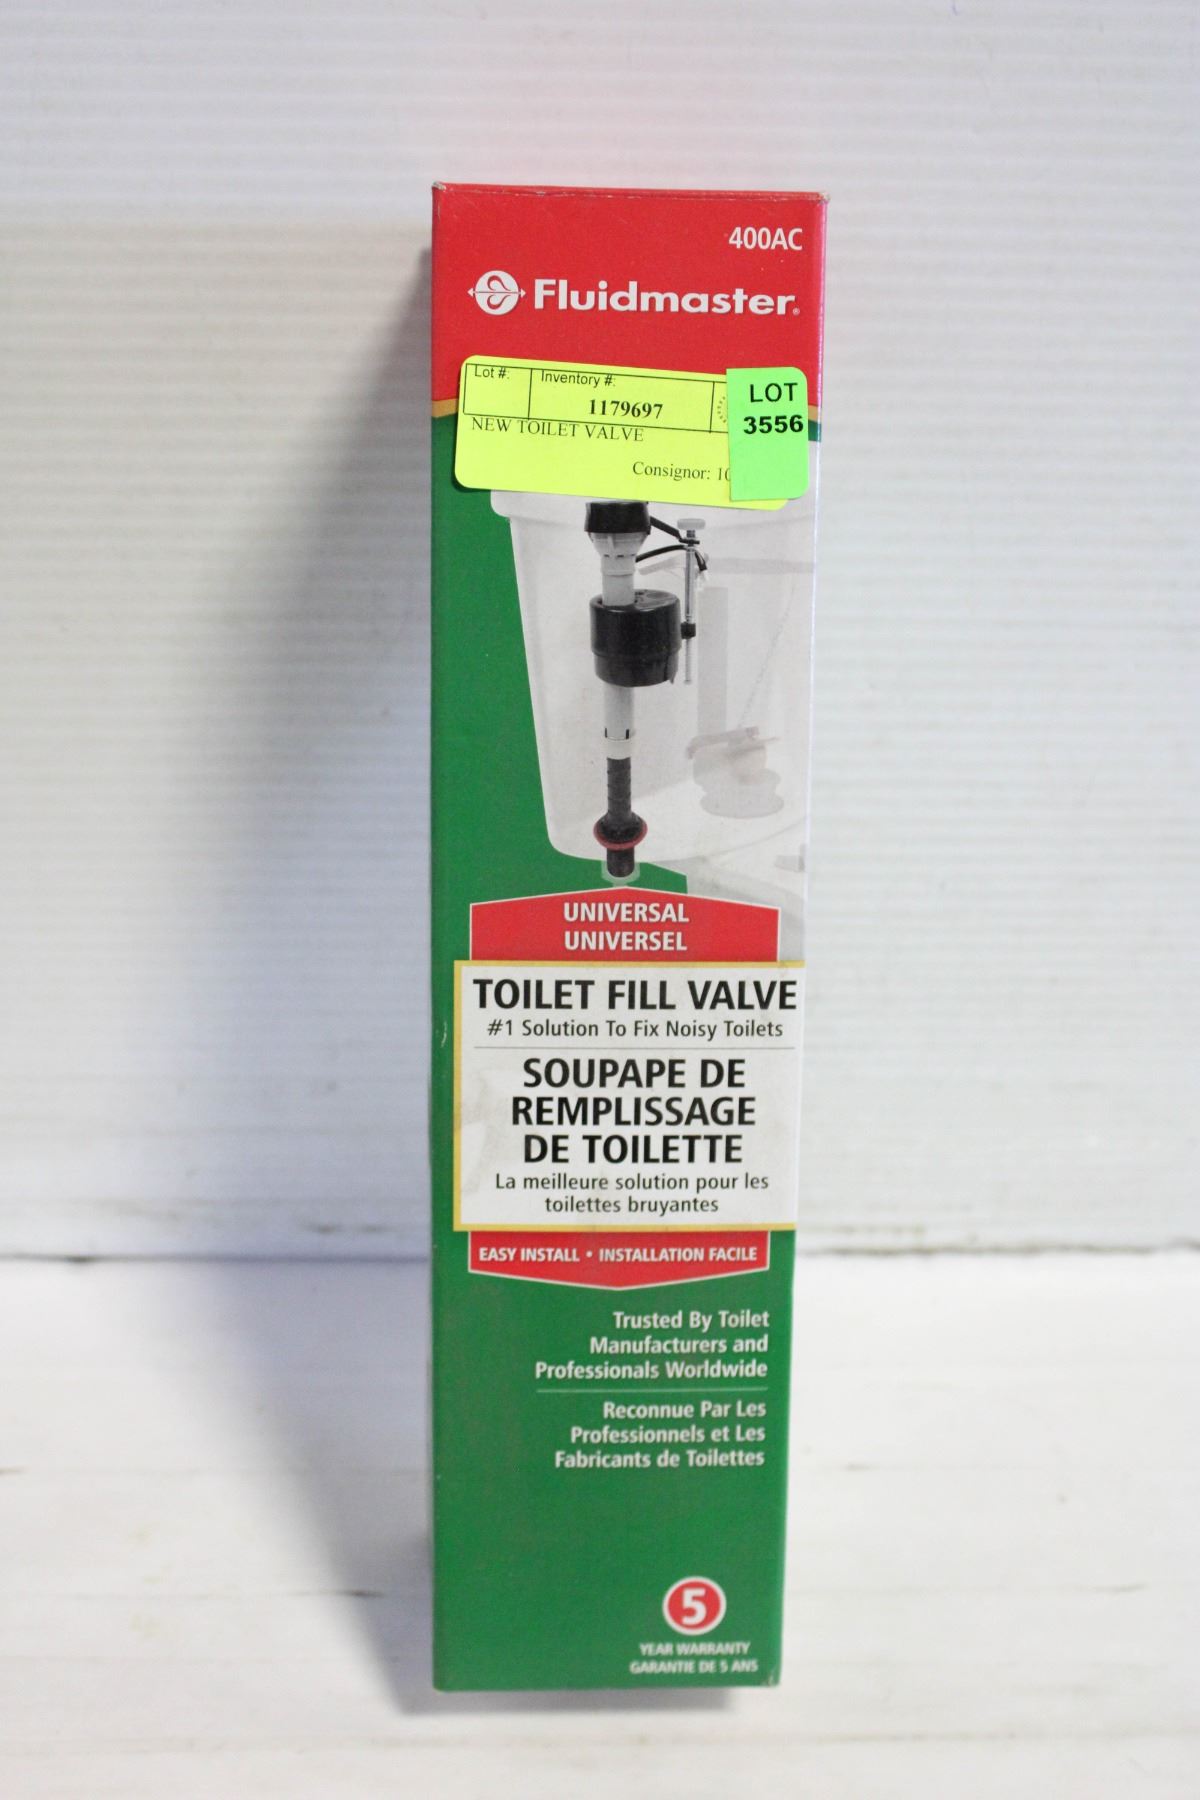 400AC
Fluidmaster®
Lot #: Inventory #:
1179697
NEW TOILET VALVE
Consignor:
LOT
3556
UNIVERSAL
UNIVERSEL
TOILET FILL VALVE
#1 Solution To Fix Noisy Toilets
SOUPAPE DE
REMPLISSAGE
DE TOILETTE
La meilleure solution pour les
toilettes bruyantes
EASY INSTALL • INSTALLATION FACILE
Trusted By Toilet
Manufacturers and
Professionals Worldwide
Reconnue Par Les
Professionnels et Les
Fabricants de Toilettes
5
YEAR WARRANTY
GARANTIE DE 5 ANS